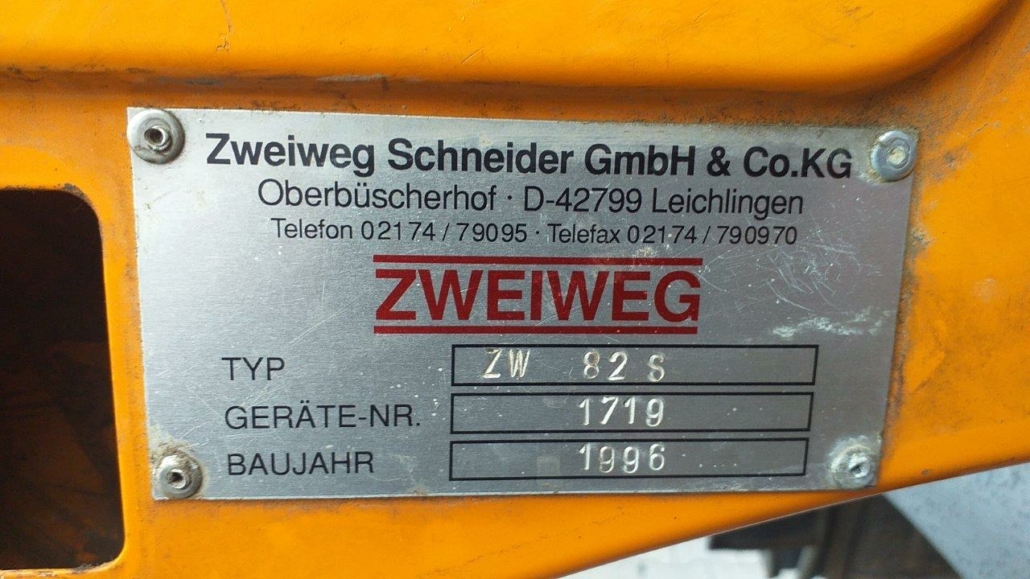 Zweiweg Schneider GmbH & Co.KG
Oberbüscherhof · D-42799 Leichlingen
Telefon 02174 / 79095 · Telefax 02174 / 790970
ZWEIWEG
TYP ZW 82 S
GERÄTE-NR. 1719
BAUJAHR 1996